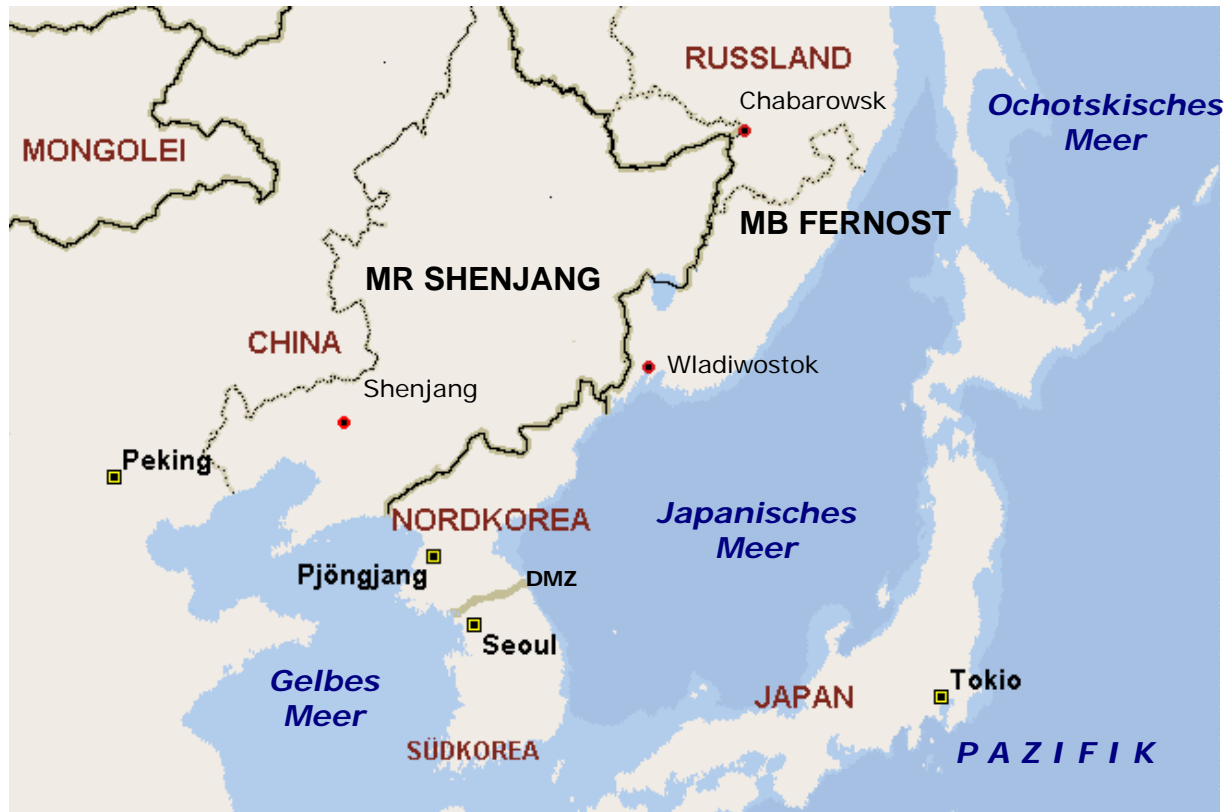 RUSSLAND
Chabarowsk
Ochotskisches
Meer
MONGOLEI
MB FERNOST
MR SHENJANG
CHINA
Wladiwostok
Shenjang
Peking
NORDKOREA
Japanisches
Meer
Pjöngjang
DMZ
Seoul
Gelbes
Meer
JAPAN
Tokio
SÜDKOREA
PAZIFIK